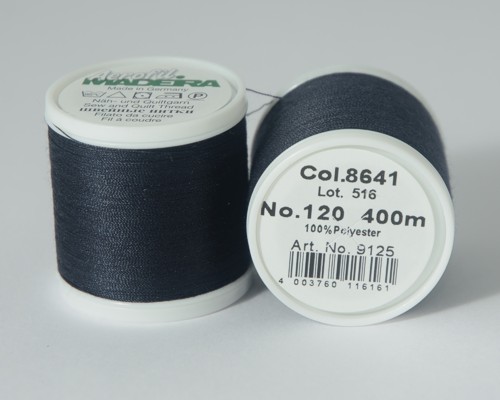 Aerofil
MADEIRA
Made in Germany
Näh- und Quiltgarn
Sew and Quilt Thread
швейные нитки
Filato da cucire
Fil à coudre
Col.8641
Lot. 516
No.120 400m
100%Polyester
Art. No. 9125
4 003760 116161